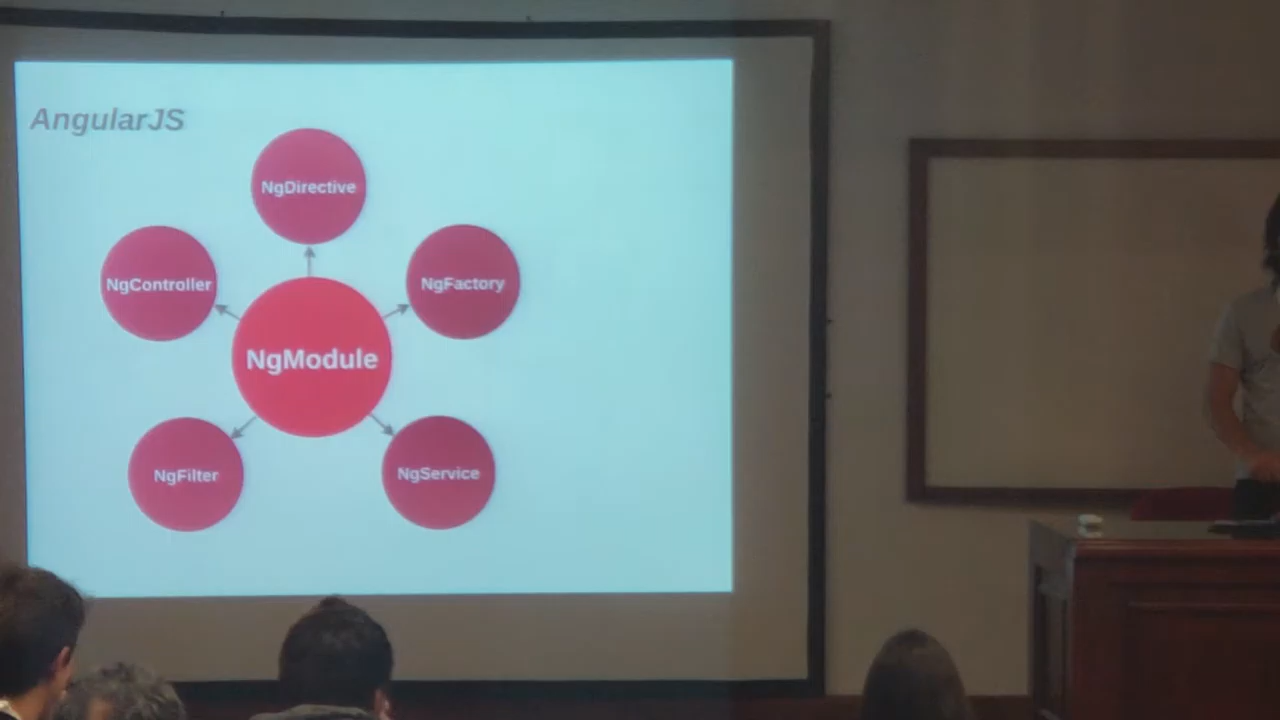 AngularJS
NgDirective
NgController
NgFactory
NgModule
NgFilter
NgService